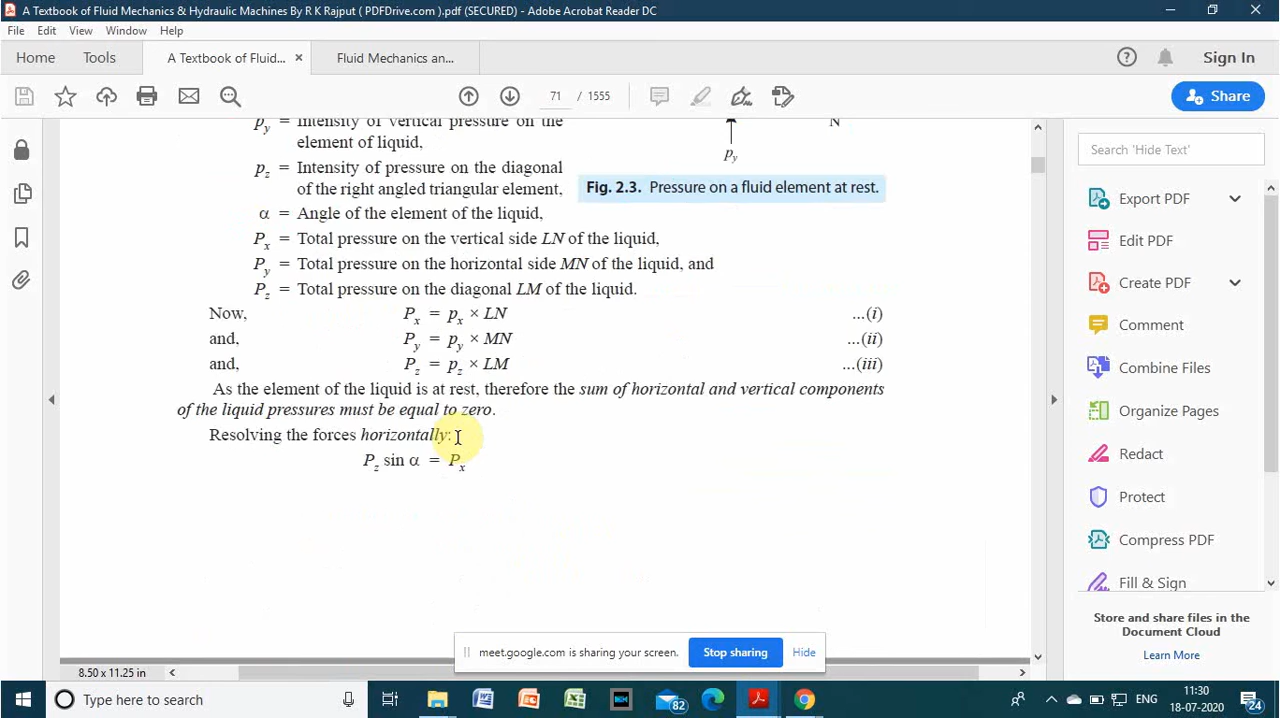 A Textbook of Fluid Mechanics & Hydraulic Machines By R K Rajput ( PDFDrive.com ).pdf (SECURED) - Adobe Acrobat Reader DC
File Edit View Window Help
Home Tools A Textbook of Fluid... × Fluid Mechanics an... Sign In
71 / 1555 Share
p_y = Intensity of vertical pressure on the
element of liquid,
p_z = Intensity of pressure on the diagonal
of the right angled triangular element,
N
p_y
Fig. 2.3. Pressure on a fluid element at rest.
α = Angle of the element of the liquid,
P_x = Total pressure on the vertical side LN of the liquid,
P_y = Total pressure on the horizontal side MN of the liquid, and
P_z = Total pressure on the diagonal LM of the liquid.
Now, P_x = p_x × LN ...(i)
and, P_y = p_y × MN ...(ii)
and, P_z = p_z × LM ...(iii)
As the element of the liquid is at rest, therefore the sum of horizontal and vertical components
of the liquid pressures must be equal to zero.
Resolving the forces horizontally:
P_z sin α = P_x
Search 'Hide Text'
Export PDF
Edit PDF
Create PDF
Comment
Combine Files
Organize Pages
Redact
Protect
Compress PDF
Fill & Sign
Store and share files in the
Document Cloud
Learn More
meet.google.com is sharing your screen. Stop sharing Hide
8.50 x 11.25 in
Type here to search
82
ENG
11:30
18-07-2020
24